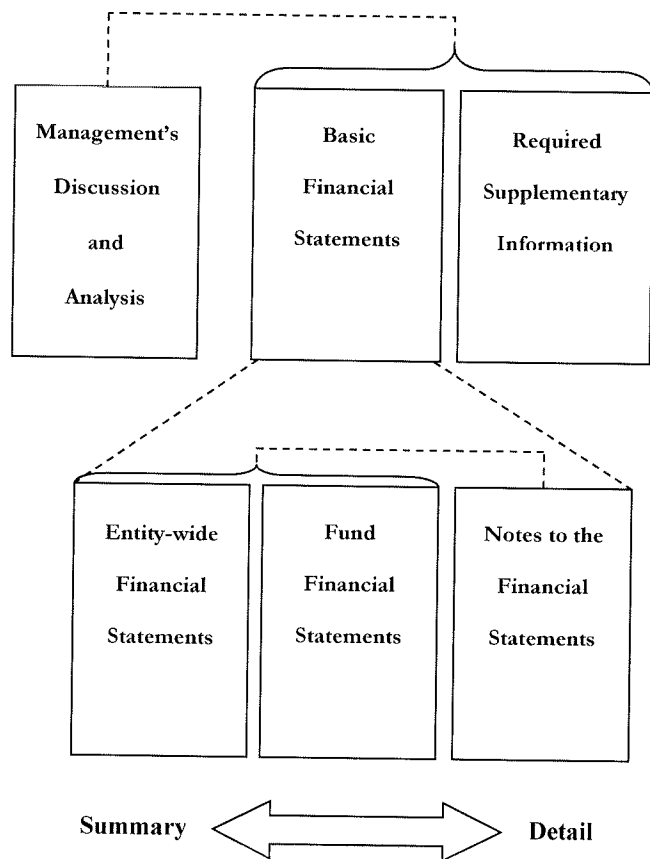 Management's
Discussion
and
Analysis
Basic
Financial
Statements
Required
Supplementary
Information
Entity-wide
Financial
Statements
Fund
Financial
Statements
Notes to the
Financial
Statements
Summary
Detail